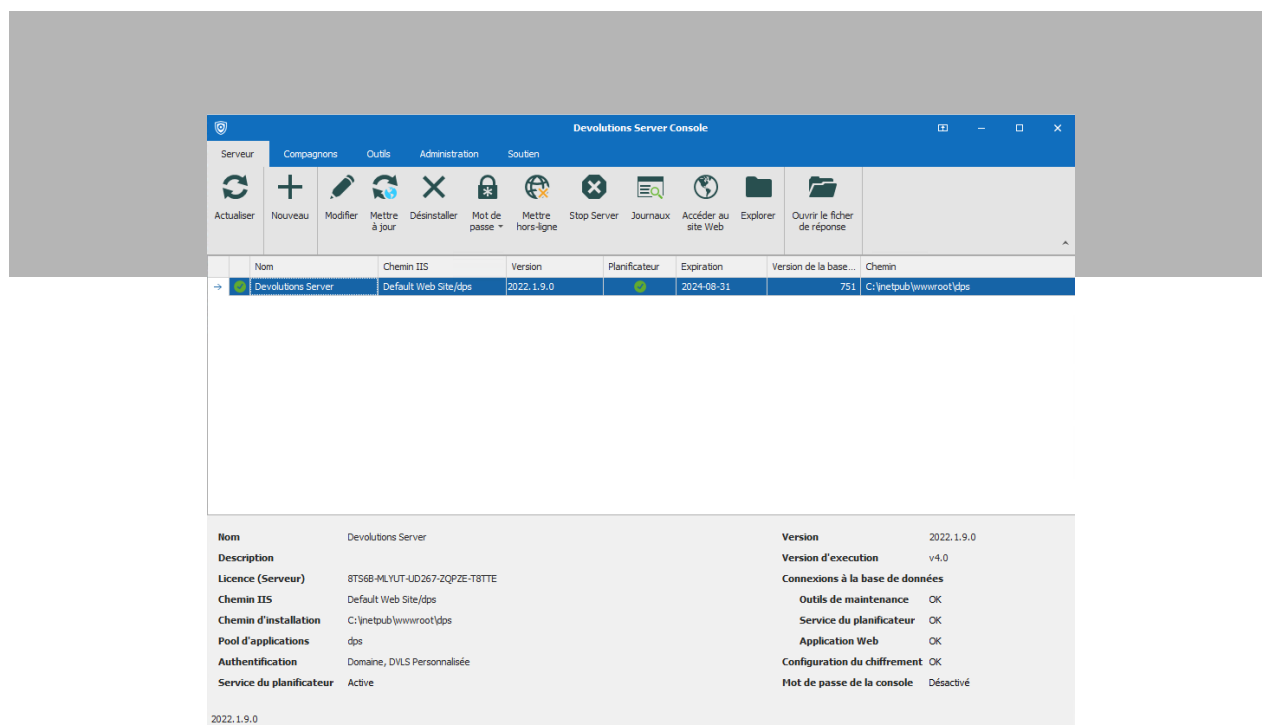 Devolutions Server Console
Serveur Compagnons Outils Administration Soutien
Actualiser Nouveau Modifier Mettre à jour Désinstaller Mot de passe Mettre hors-ligne Stop Server Journaux Accéder au site Web Explorer Ouvrir le fichier de réponse
Nom Chemin IIS Version Planificateur Expiration Version de la base... Chemin
Devolutions Server Default Web Site/dps 2022.1.9.0 2024-08-31 751 C:\inetpub\wwwroot\dps
Nom Devolutions Server Version 2022.1.9.0
Description Version d'execution v4.0
Licence (Serveur) 8TS6B-MLYUT-UD267-ZQPZE-T8TTE Connexions à la base de données
Chemin IIS Default Web Site/dps Outils de maintenance OK
Chemin d'installation C:\inetpub\wwwroot\dps Service du planificateur OK
Pool d'applications dps Application Web OK
Authentification Domaine, DVLS Personnalisée Configuration du chiffrement OK
Service du planificateur Active Mot de passe de la console Désactivé
2022.1.9.0